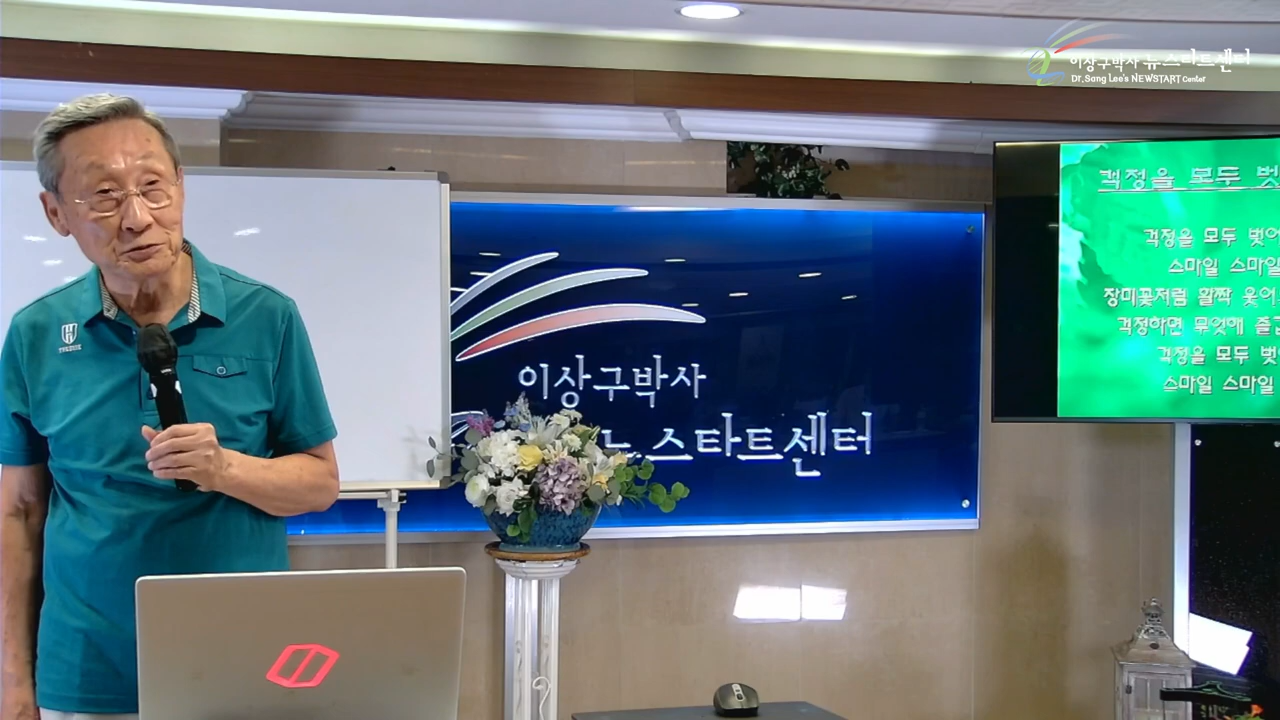 이상구박사 뉴스타트센터
Dr. Sang Lee's NEWSTART Center
걱정을 모두 벗
걱정을 모두 벗어
스마일 스마일
장미꽃처럼 활짝 웃어
걱정하면 무엇해 즐
걱정을 모두 벗
스마일 스마일
이상구박사
스타트센터